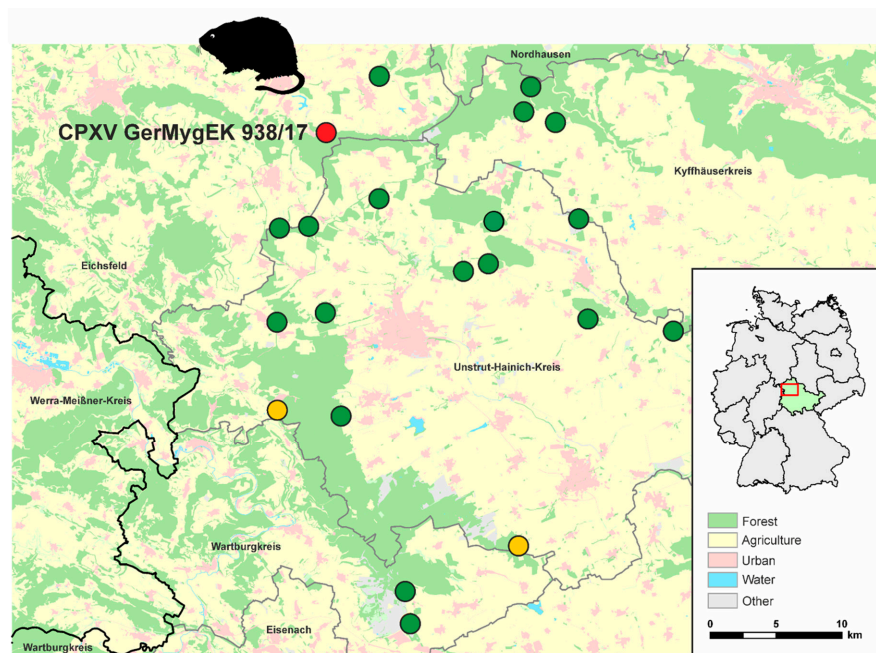 Nordhausen
CPXV GerMygEK 938/17
Kyffhäuserkreis
Eichsfeld
Unstrut-Hainich-Kreis
Werra-Meißner-Kreis
Wartburgkreis
Eisenach
Wartburgkreis
Forest
Agriculture
Urban
Water
Other
0 5 10
km